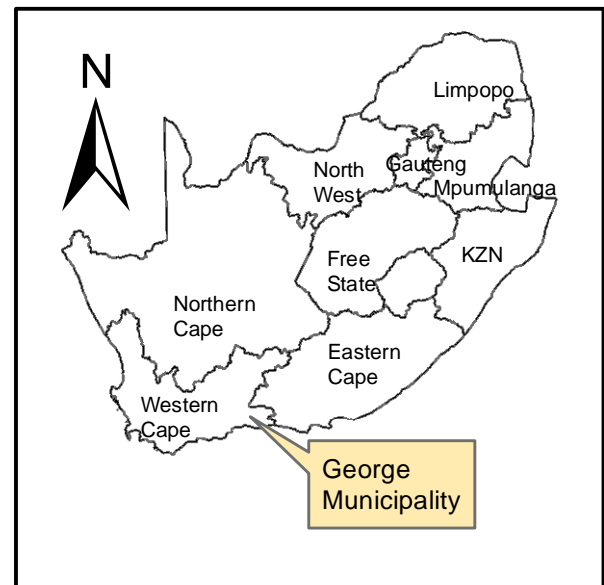 N
Limpopo
North
West
Gauteng
Mpumulanga
Free
State
KZN
Northern
Cape
Eastern
Cape
Western
Cape
George
Municipality